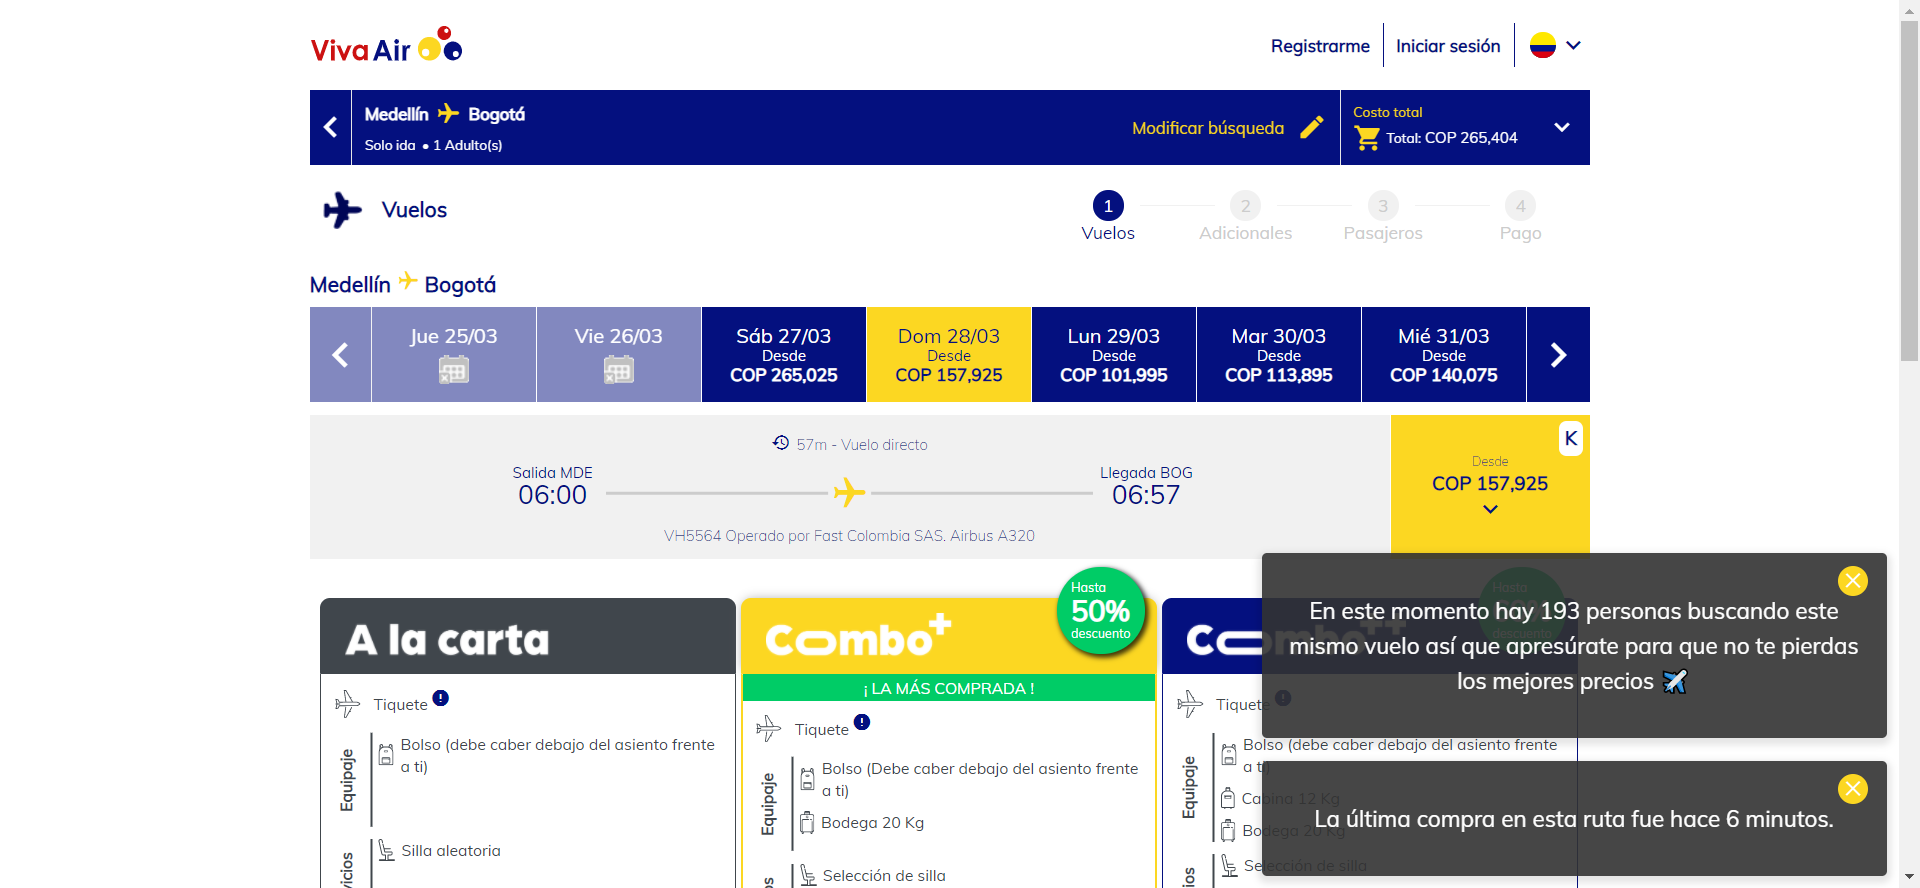 Viva Air
Registrarme
Iniciar sesión
Medellín Bogotá
Solo ida • 1 Adulto(s)
Modificar búsqueda
Costo total
Total: COP 265,404
Vuelos
1
Vuelos
2
Adicionales
3
Pasajeros
4
Pago
Medellín Bogotá
Jue 25/03
Vie 26/03
Sáb 27/03
Desde
COP 265,025
Dom 28/03
Desde
COP 157,925
Lun 29/03
Desde
COP 101,995
Mar 30/03
Desde
COP 113,895
Mié 31/03
Desde
COP 140,075
57m - Vuelo directo
Salida MDE
06:00
Llegada BOG
06:57
VH5564 Operado por Fast Colombia SAS. Airbus A320
K
Desde
COP 157,925
A la carta
Tiquete
Equipaje
Bolso (debe caber debajo del asiento frente
a ti)
Silla aleatoria
Hasta
50%
descuento
Combo+
¡ LA MÁS COMPRADA !
Tiquete
Equipaje
Bolso (Debe caber debajo del asiento frente
a ti)
Bodega 20 Kg
Selección de silla
Hasta
descuento
Combo++
Tiquete
Equipaje
Bolso (debe caber debajo del asiento frente
a ti)
Cabina 12 Kg
Bodega 20 Kg
Selección de silla
En este momento hay 193 personas buscando este
mismo vuelo así que apresúrate para que no te pierdas
los mejores precios ✈️
La última compra en esta ruta fue hace 6 minutos.